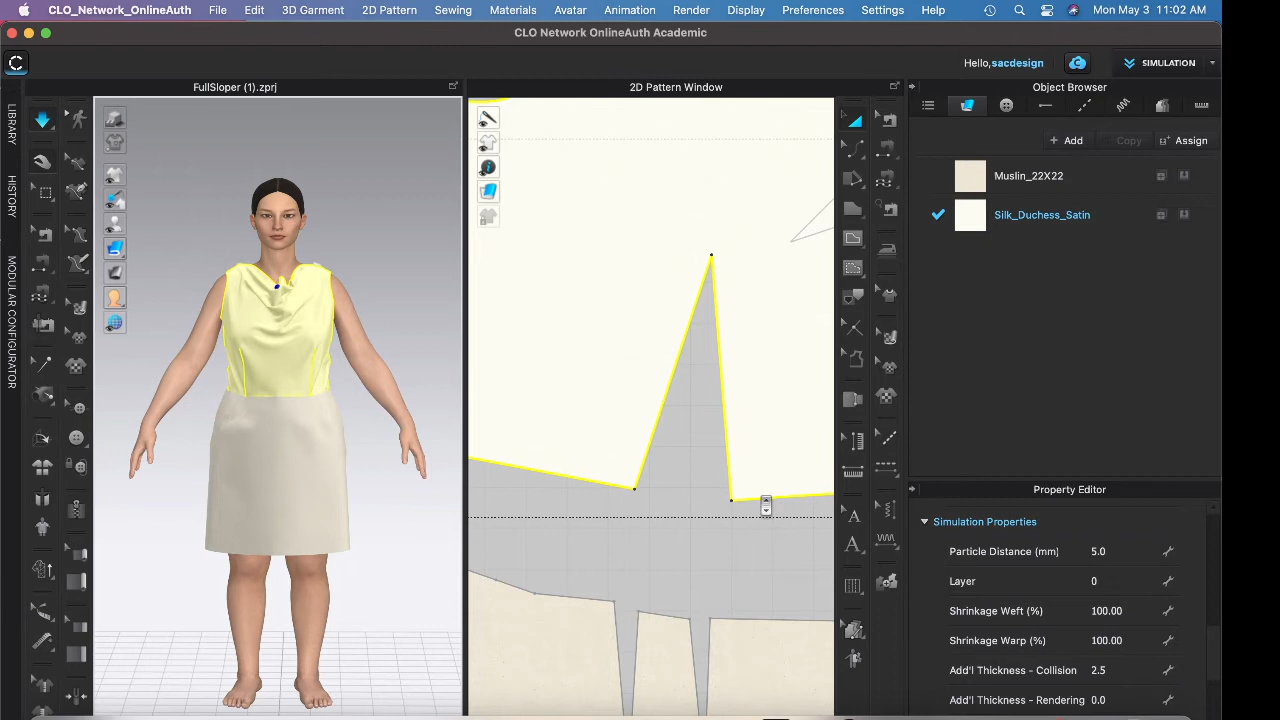 CLO_Network_OnlineAuth File Edit 3D Garment 2D Pattern Sewing Materials Avatar Animation Render Display Preferences Settings Help Mon May 3 11:02 AM
CLO Network OnlineAuth Academic
Hello,sacdesign SIMULATION
FullSloper (1).zprj
2D Pattern Window
Object Browser
LIBRARY
HISTORY
MODULAR CONFIGURATOR
+ Add Copy Assign
Muslin_22X22
Silk_Duchess_Satin
Property Editor
Simulation Properties
Particle Distance (mm) 5.0
Layer 0
Shrinkage Weft (%) 100.00
Shrinkage Warp (%) 100.00
Add'l Thickness - Collision 2.5
Add'l Thickness - Rendering 0.0